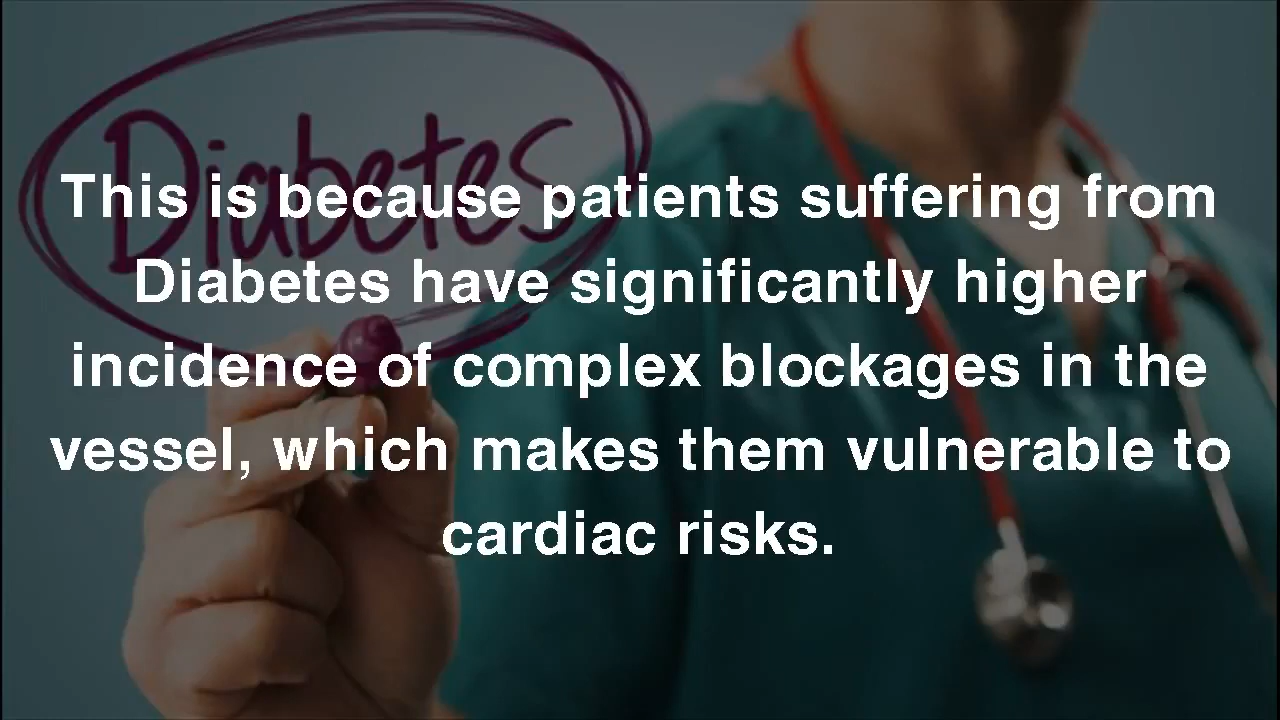 Diabetes
This is because patients suffering from
Diabetes have significantly higher
incidence of complex blockages in the
vessel, which makes them vulnerable to
cardiac risks.